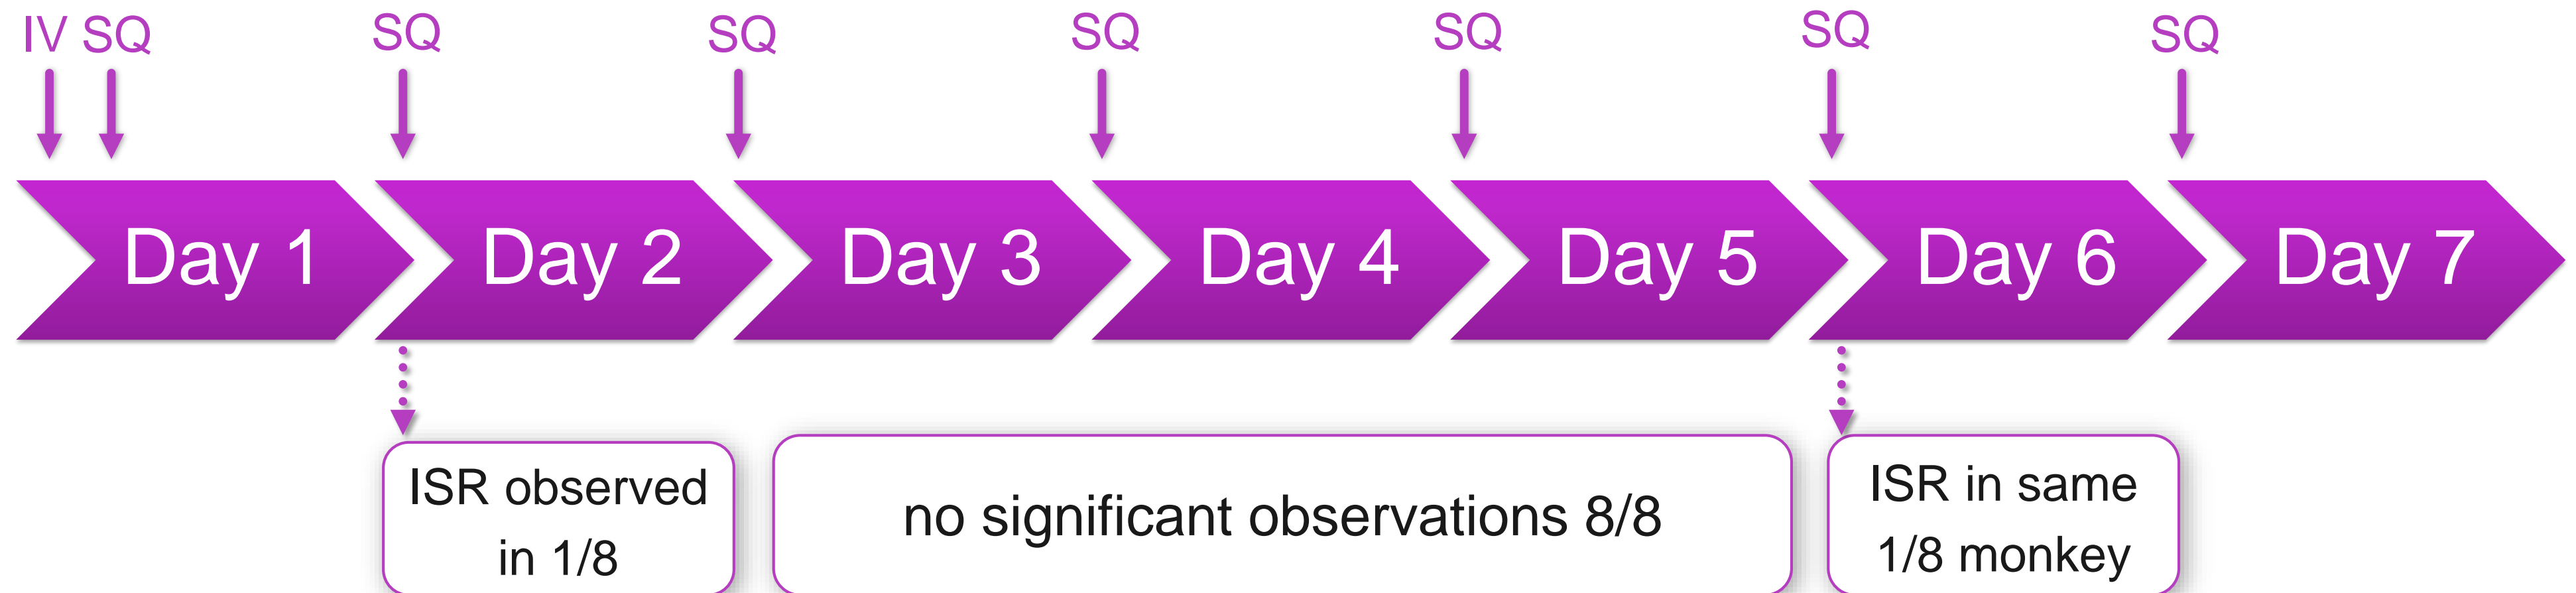 IV SQ SQ SQ SQ SQ SQ SQ
Day 1 Day 2 Day 3 Day 4 Day 5 Day 6 Day 7
ISR observed
in 1/8
no significant observations 8/8
ISR in same
1/8 monkey